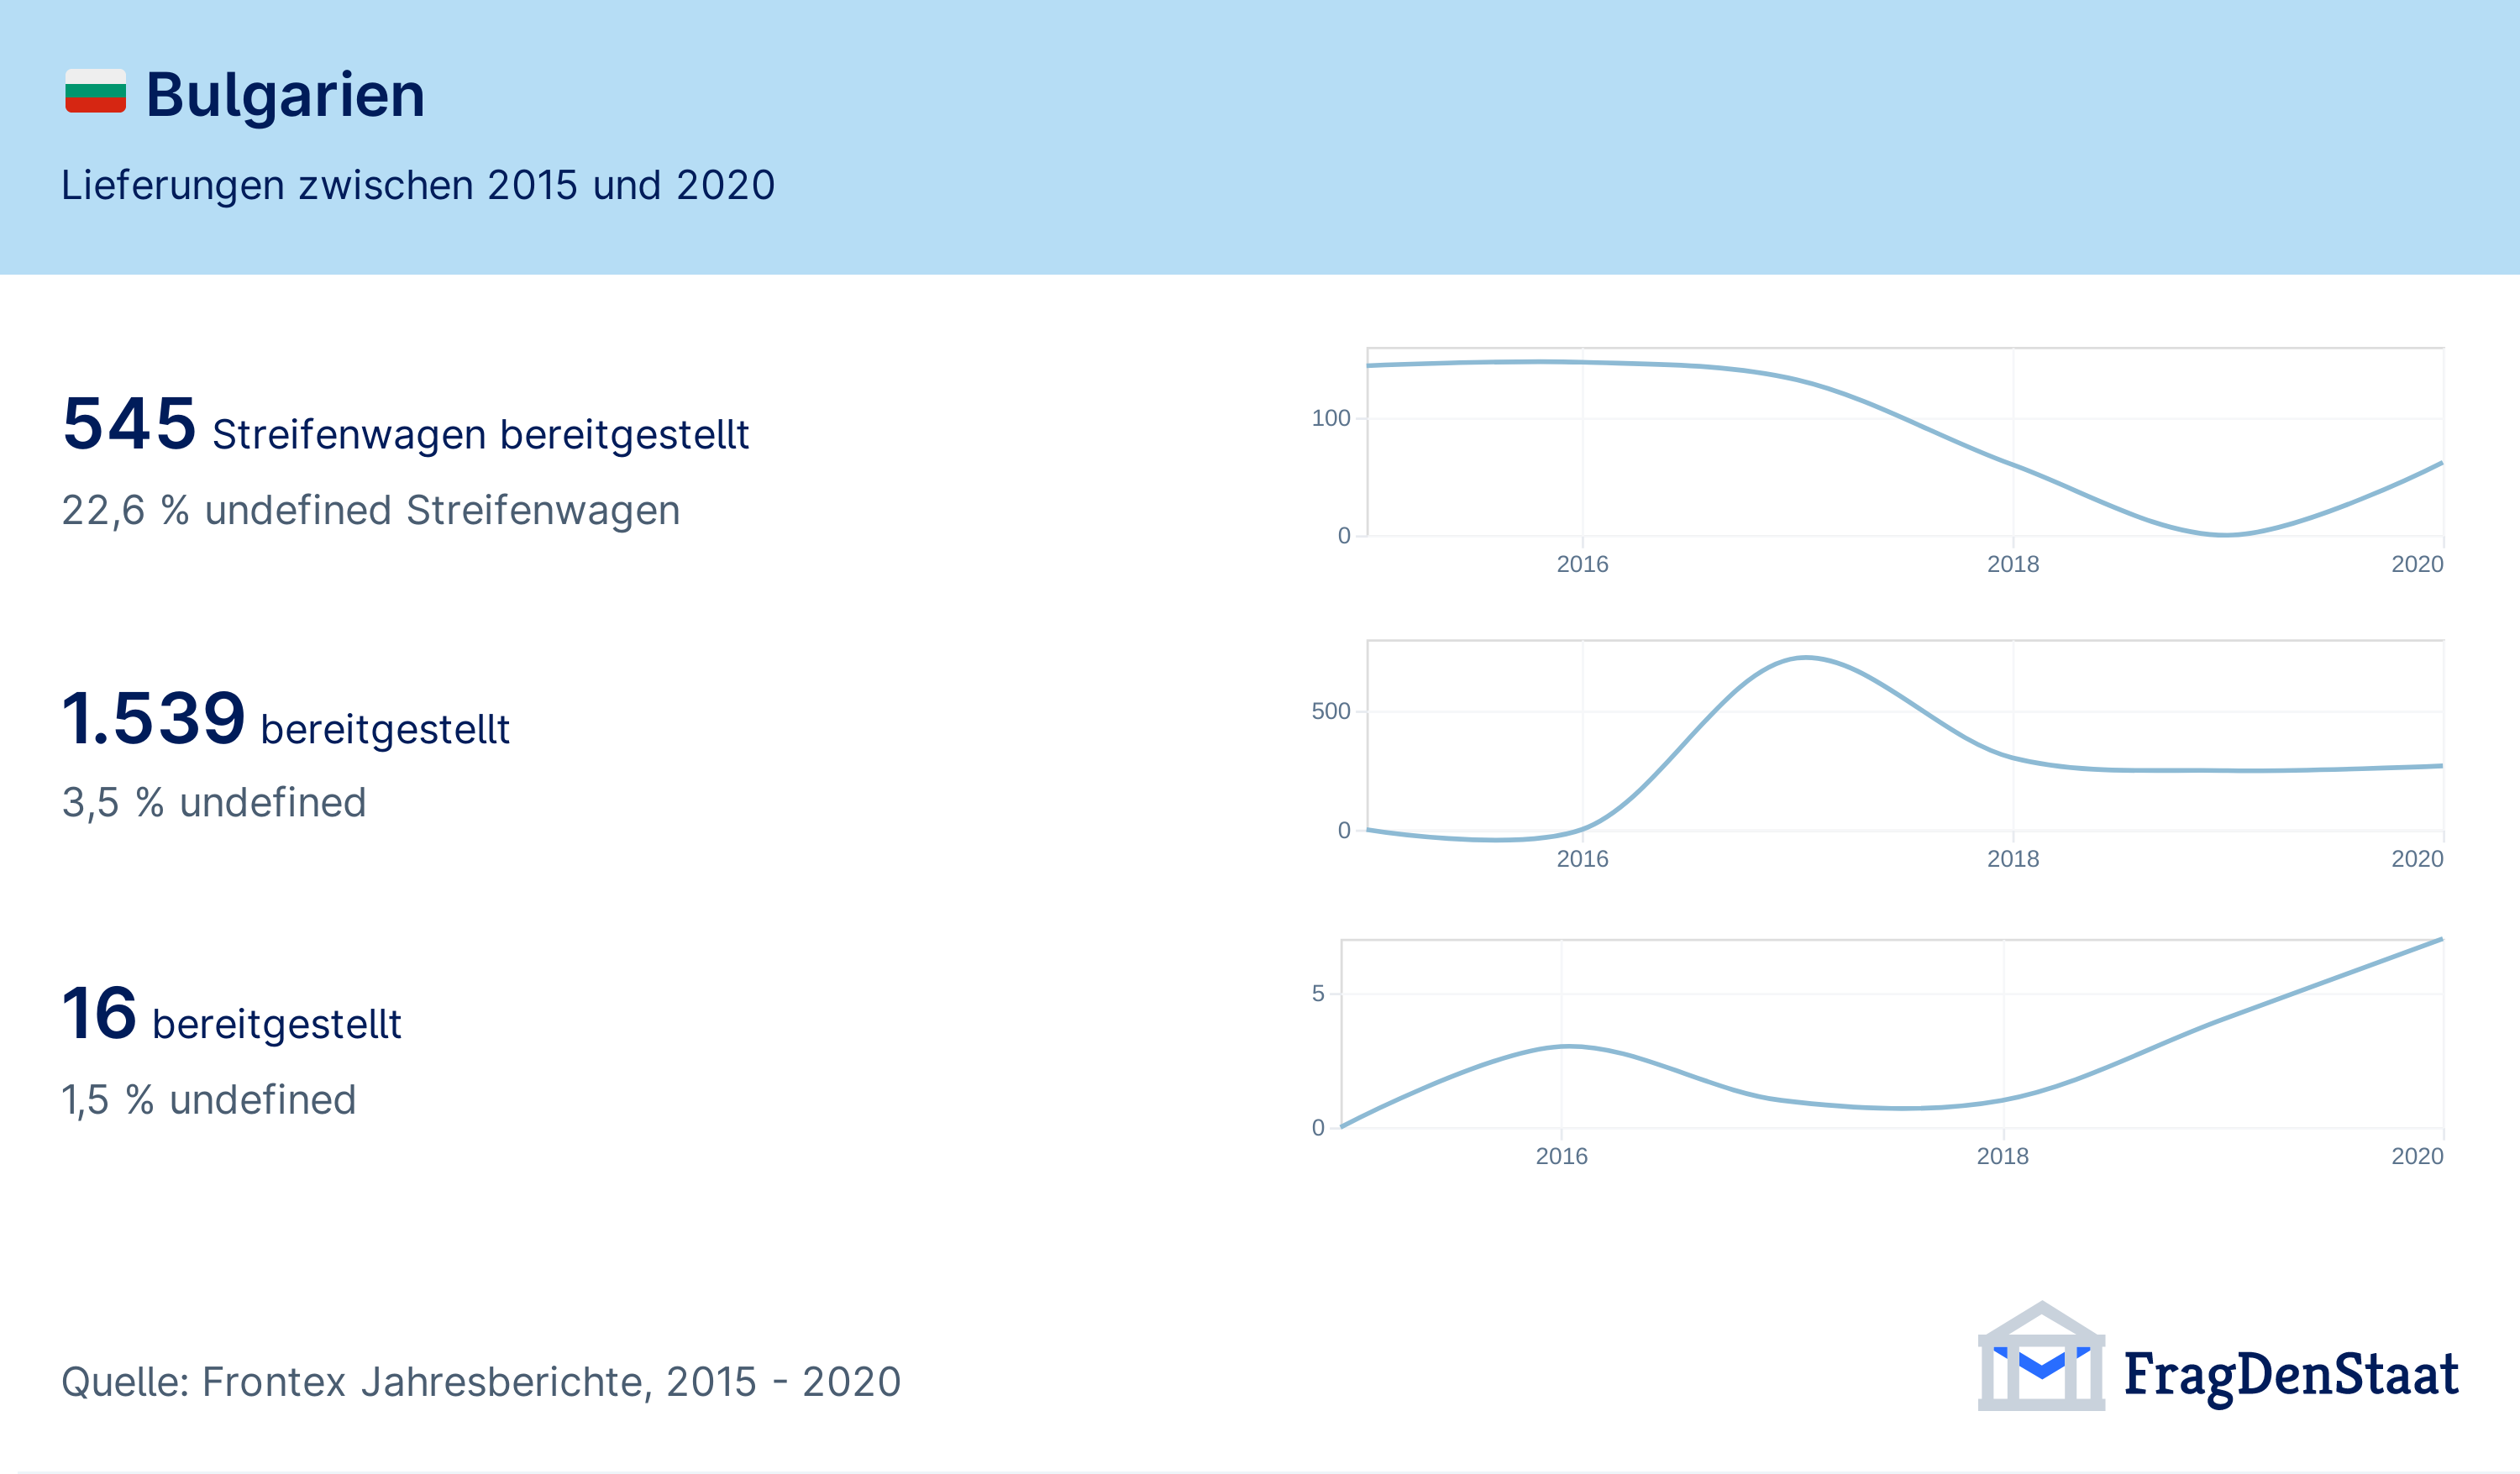 Bulgarien
Lieferungen zwischen 2015 und 2020
545 Streifenwagen bereitgestellt
22,6 % undefined Streifenwagen
100
0
2016 2018 2020
1.539 bereitgestellt
3,5 % undefined
500
0
2016 2018 2020
16 bereitgestellt
1,5 % undefined
5
0
2016 2018 2020
Quelle: Frontex Jahresberichte, 2015 - 2020
FragDenStaat